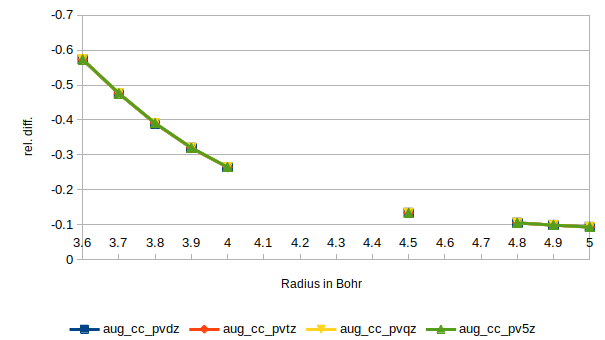 -0.7
-0.6
-0.5
-0.4
-0.3
-0.2
-0.1
0
rel. diff.
3.6 3.7 3.8 3.9 4 4.1 4.2 4.3 4.4 4.5 4.6 4.7 4.8 4.9 5
Radius in Bohr
aug_cc_pvdz aug_cc_pvtz aug_cc_pvqz aug_cc_pv5z